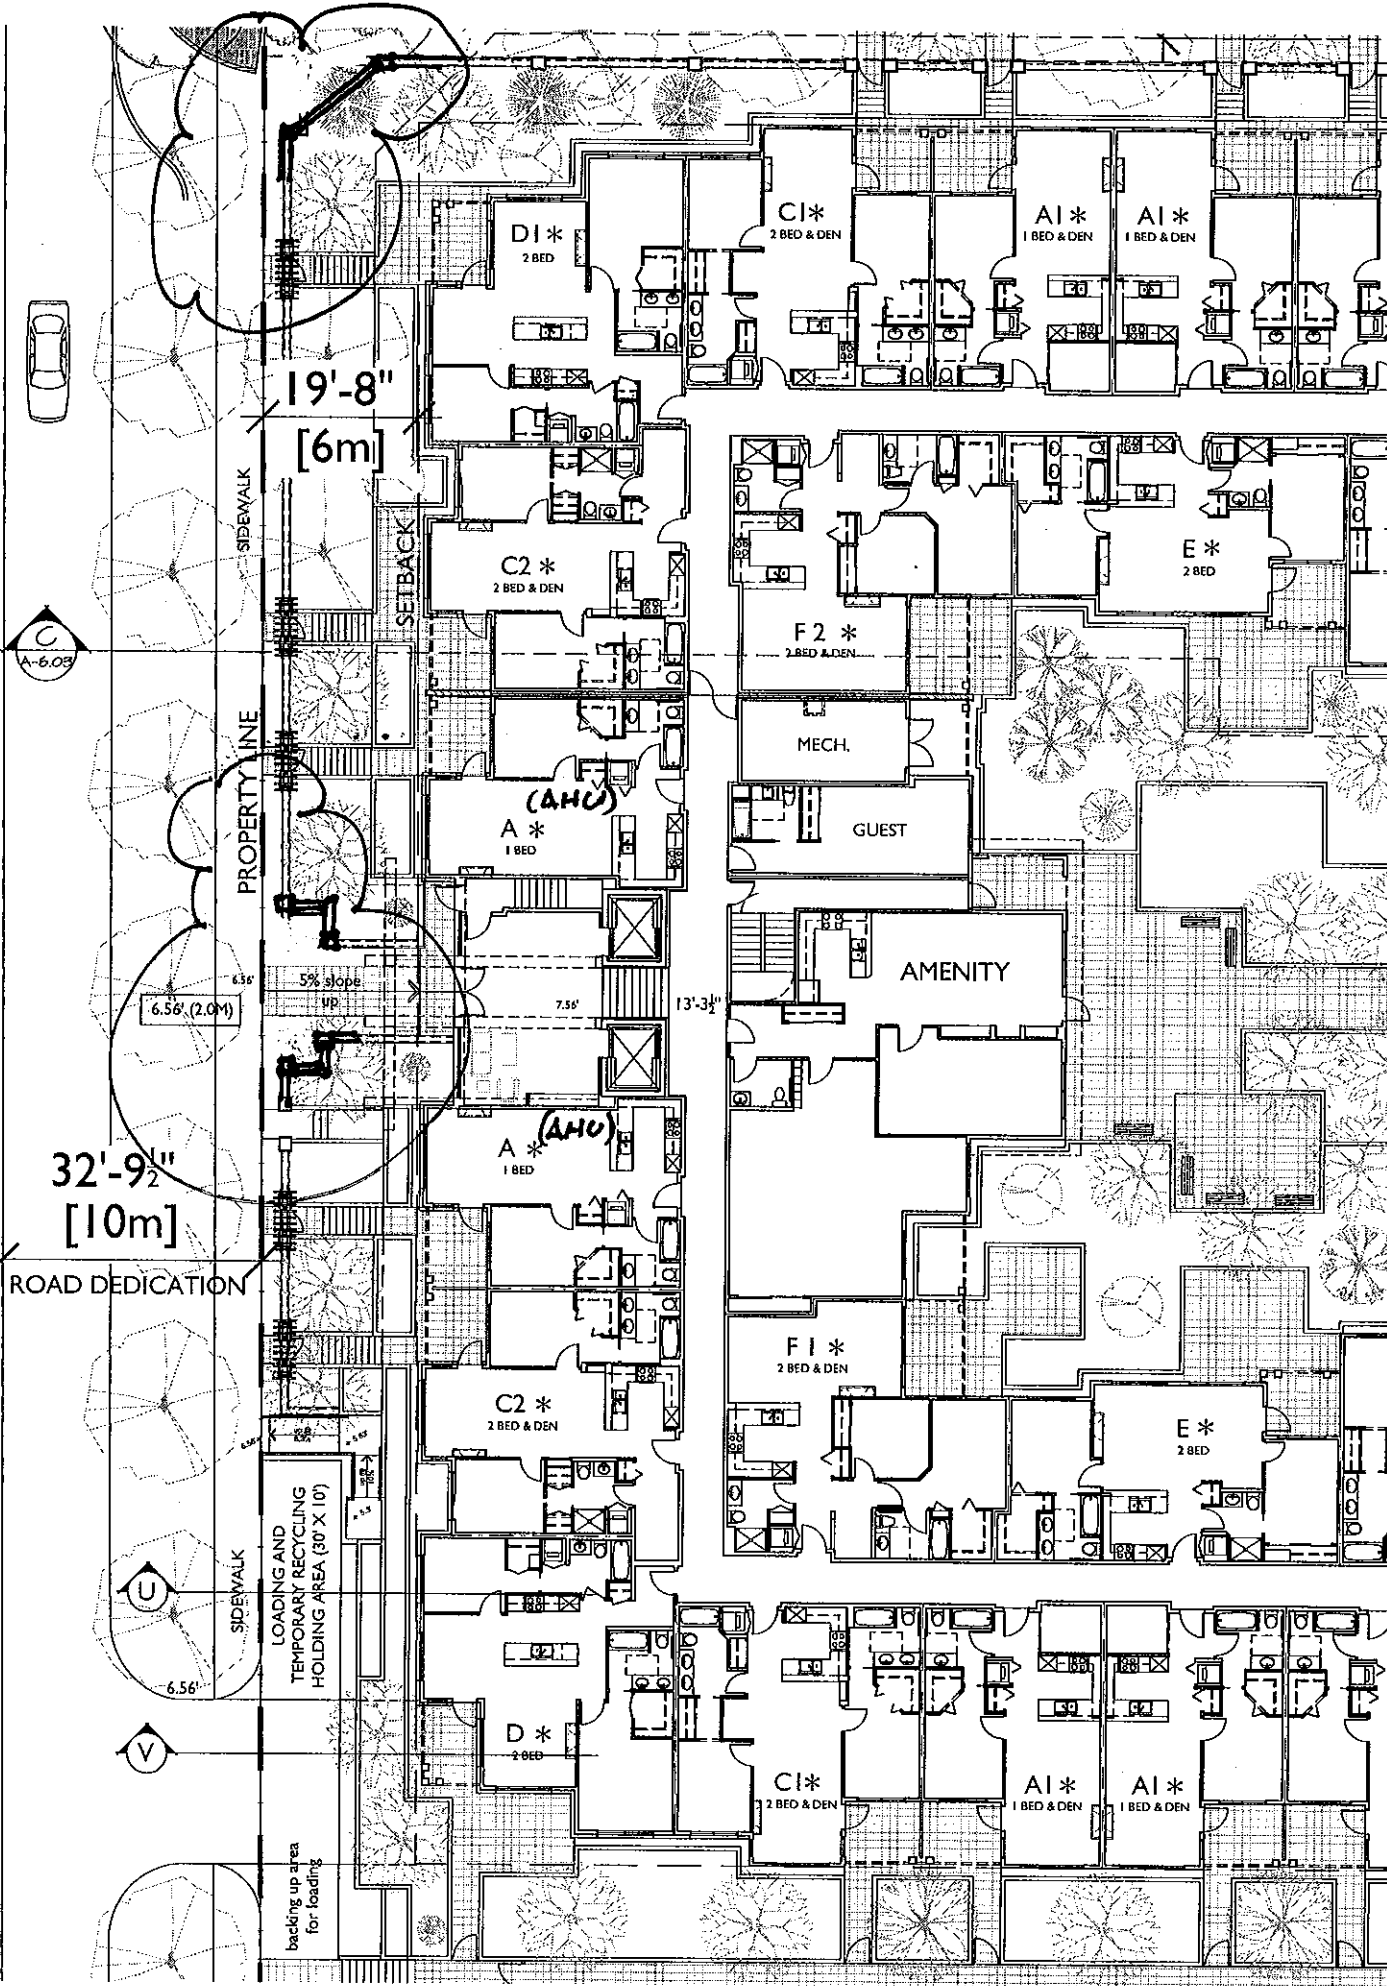 C1*
2 BED & DEN
A1*
1 BED & DEN
A1*
1 BED & DEN
D1*
2 BED
19'-8"
[6m]
SIDEWALK
SETBACK
C2 *
2 BED & DEN
E *
2 BED
F 2 *
2 BED & DEN
C
A-6.03
PROPERTY LINE
MECH.
(AHU)
A *
1 BED
GUEST
AMENITY
6.56'
5% slope
up
6.56' (2.0M)
7.56'
13'-3½"
(AHU)
A *
1 BED
32'-9½"
[10m]
ROAD DEDICATION
F 1 *
2 BED & DEN
C2 *
2 BED & DEN
E *
2 BED
6.56'
LOADING AND
TEMPORARY RECYCLING
HOLDING AREA (30' X 10')
SIDEWALK
U
6.56'
V
D *
2 BED
C1*
2 BED & DEN
A1*
1 BED & DEN
A1*
1 BED & DEN
backing up area
for loading